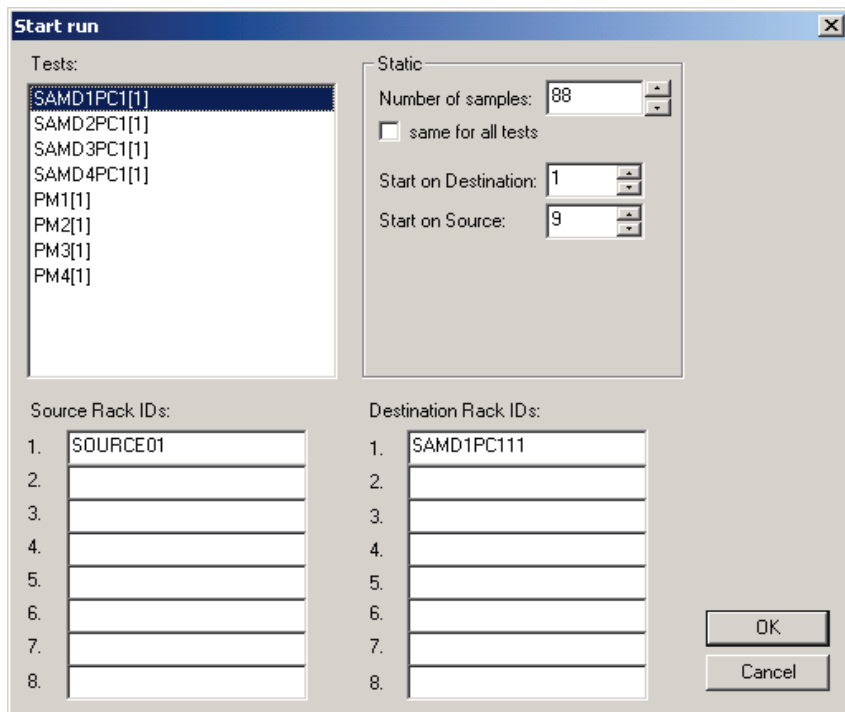 Start run
Tests:
SAMD1PC1[1]
SAMD2PC1[1]
SAMD3PC1[1]
SAMD4PC1[1]
PM1[1]
PM2[1]
PM3[1]
PM4[1]
Static
Number of samples: 88
same for all tests
Start on Destination: 1
Start on Source: 9
Source Rack IDs:
1. SOURCE01
2.
3.
4.
5.
6.
7.
8.
Destination Rack IDs:
1. SAMD1PC111
2.
3.
4.
5.
6.
7.
8.
OK
Cancel